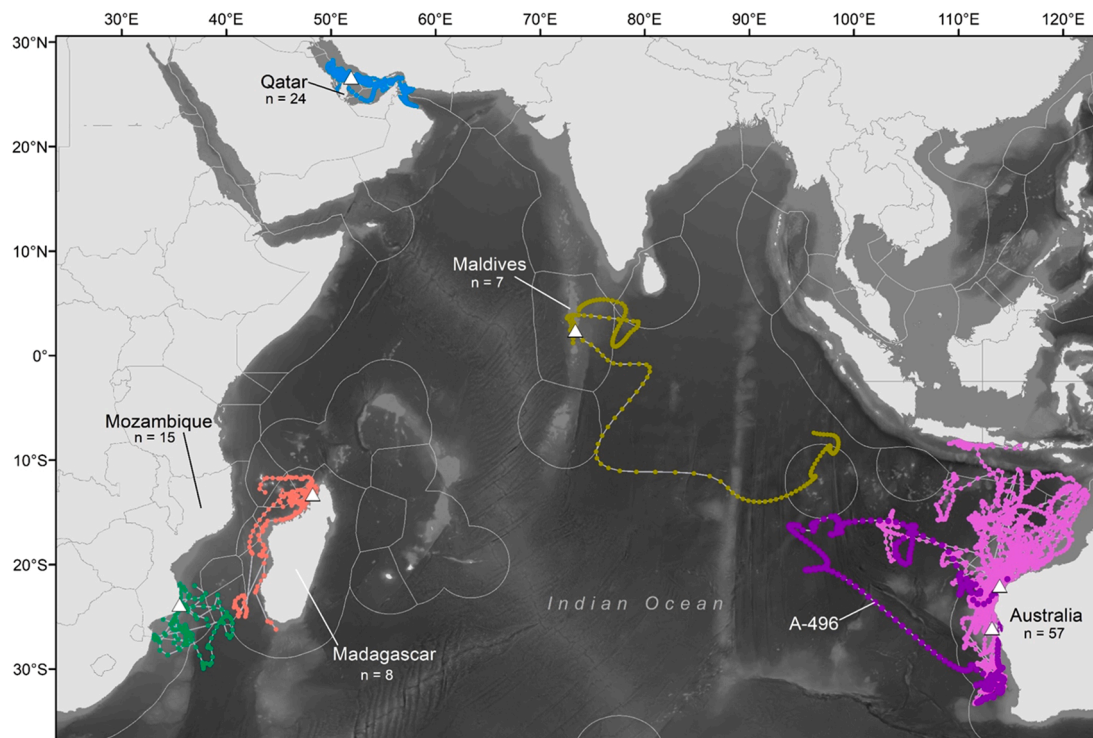 30°E 40°E 50°E 60°E 70°E 80°E 90°E 100°E 110°E 120°E
30°N
Qatar
n = 24
20°N
10°N
Maldives
n = 7
0°
Mozambique
n = 15
10°S
20°S
Indian Ocean
A-496
Australia
n = 57
Madagascar
n = 8
30°S